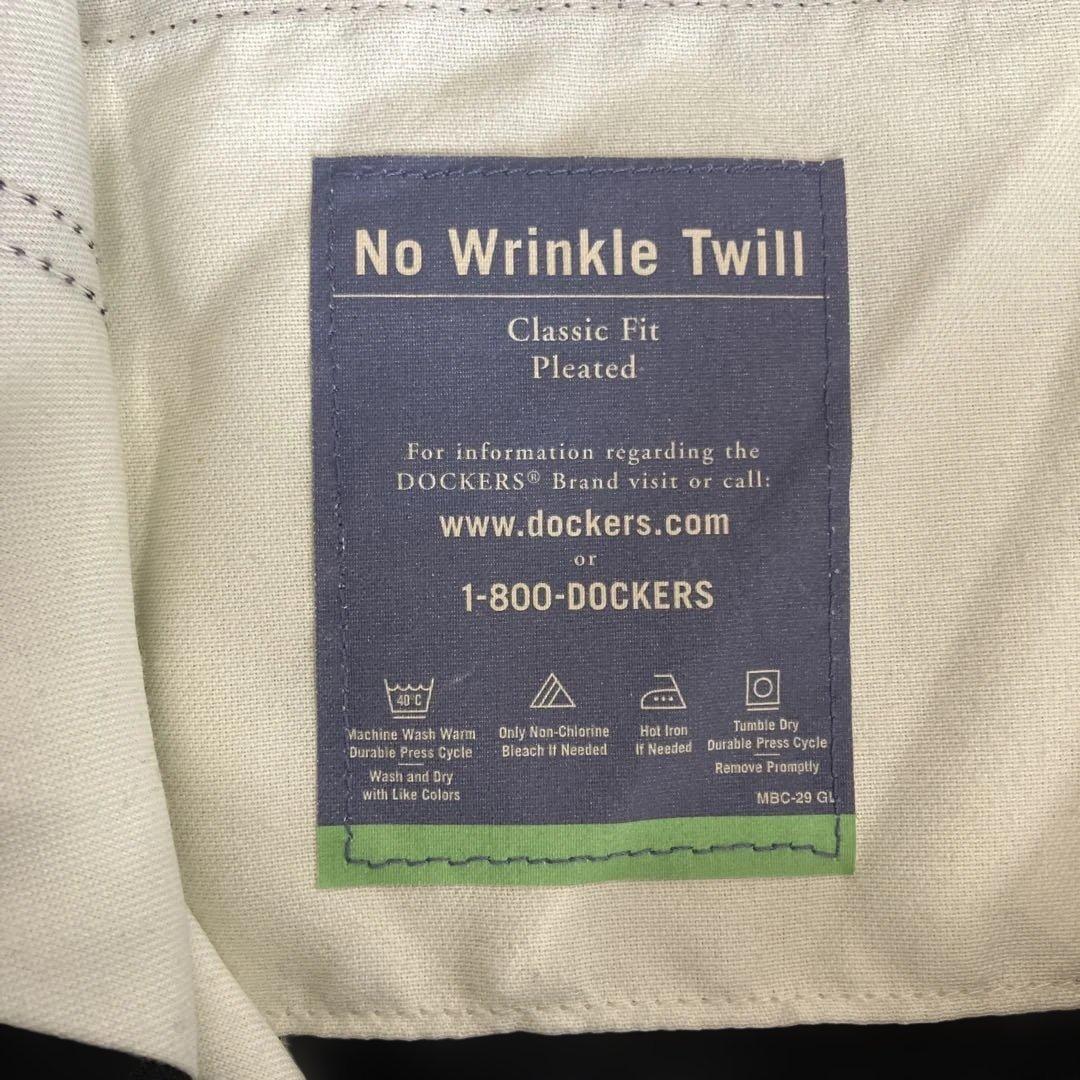 No Wrinkle Twill
Classic Fit
Pleated
For information regarding the
DOCKERS® Brand visit or call:
www.dockers.com
or
1-800-DOCKERS
40°C
Machine Wash Warm
Durable Press Cycle
Wash and Dry
with Like Colors
Only Non-Chlorine
Bleach If Needed
Hot Iron
If Needed
Tumble Dry
Durable Press Cycle
Remove Promptly
MBC-29 GL